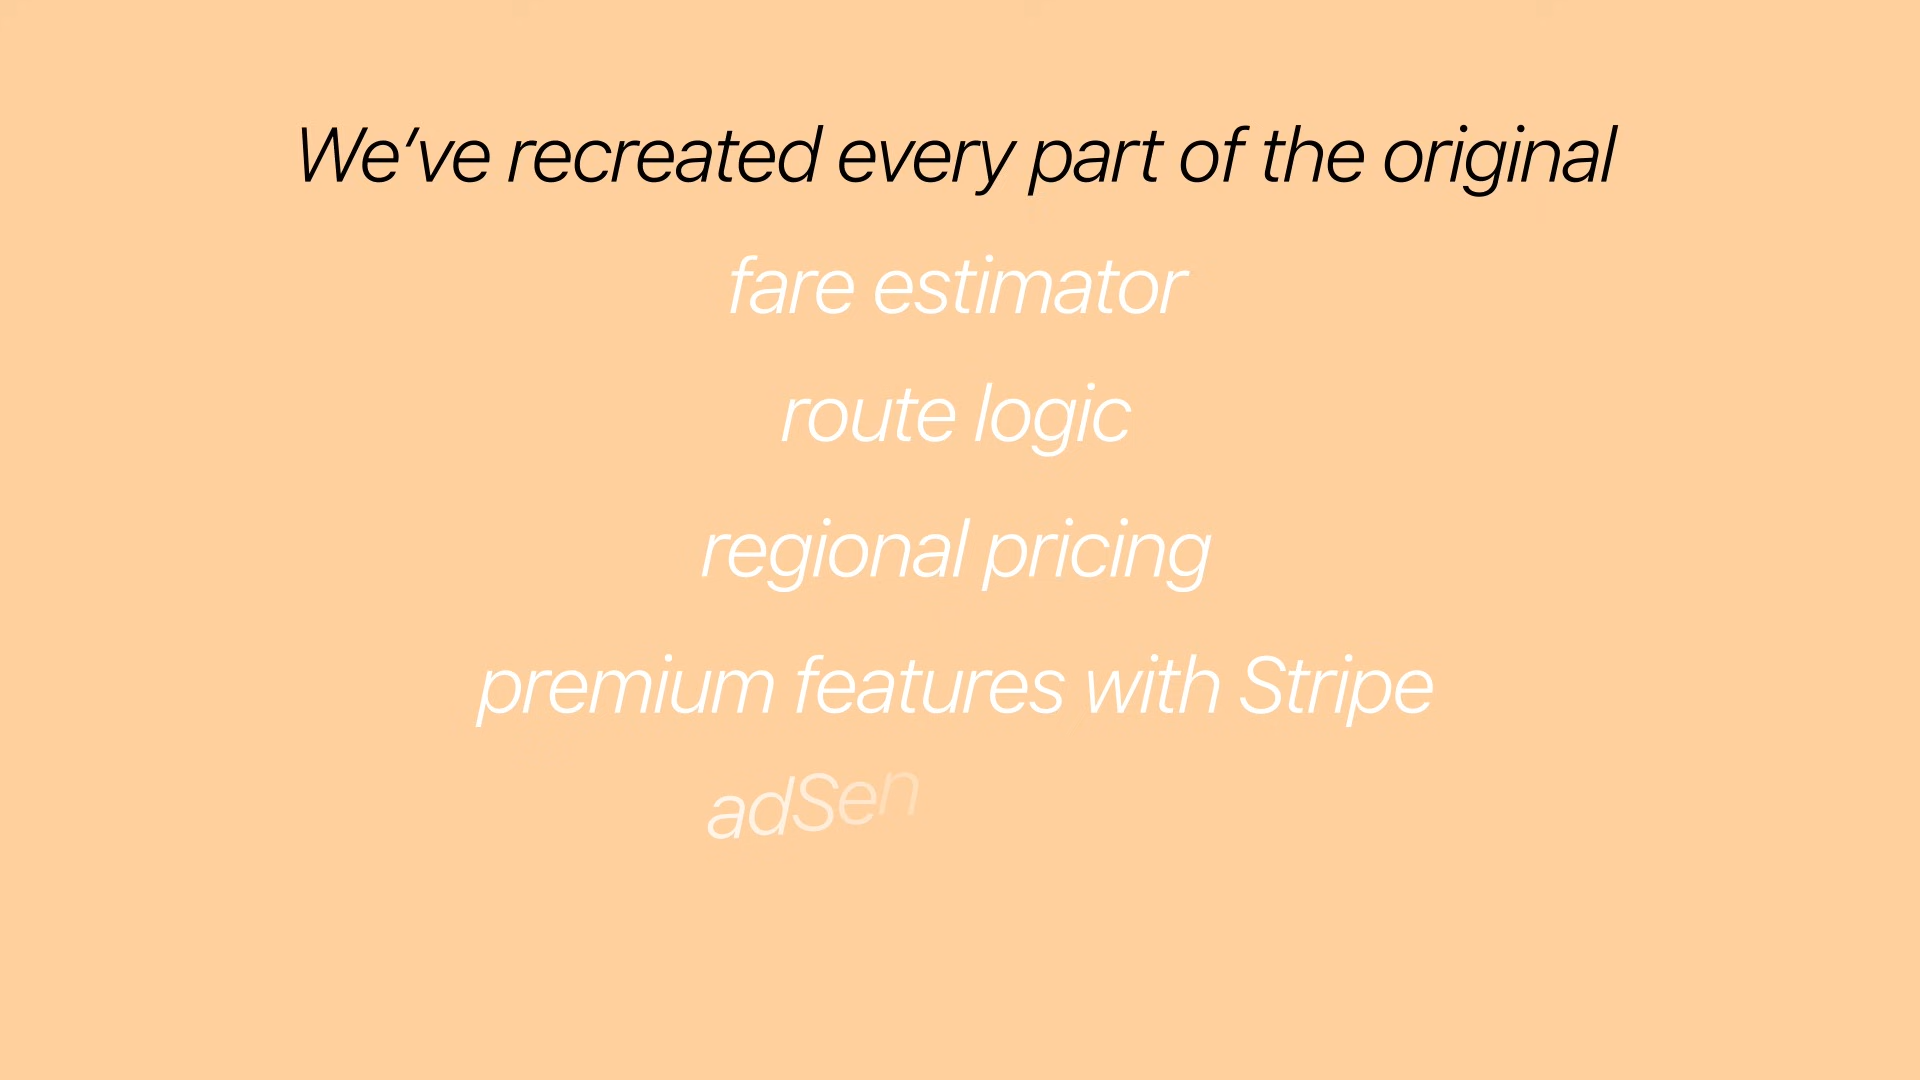 We’ve recreated every part of the original
fare estimator
route logic
regional pricing
premium features with Stripe
adSen